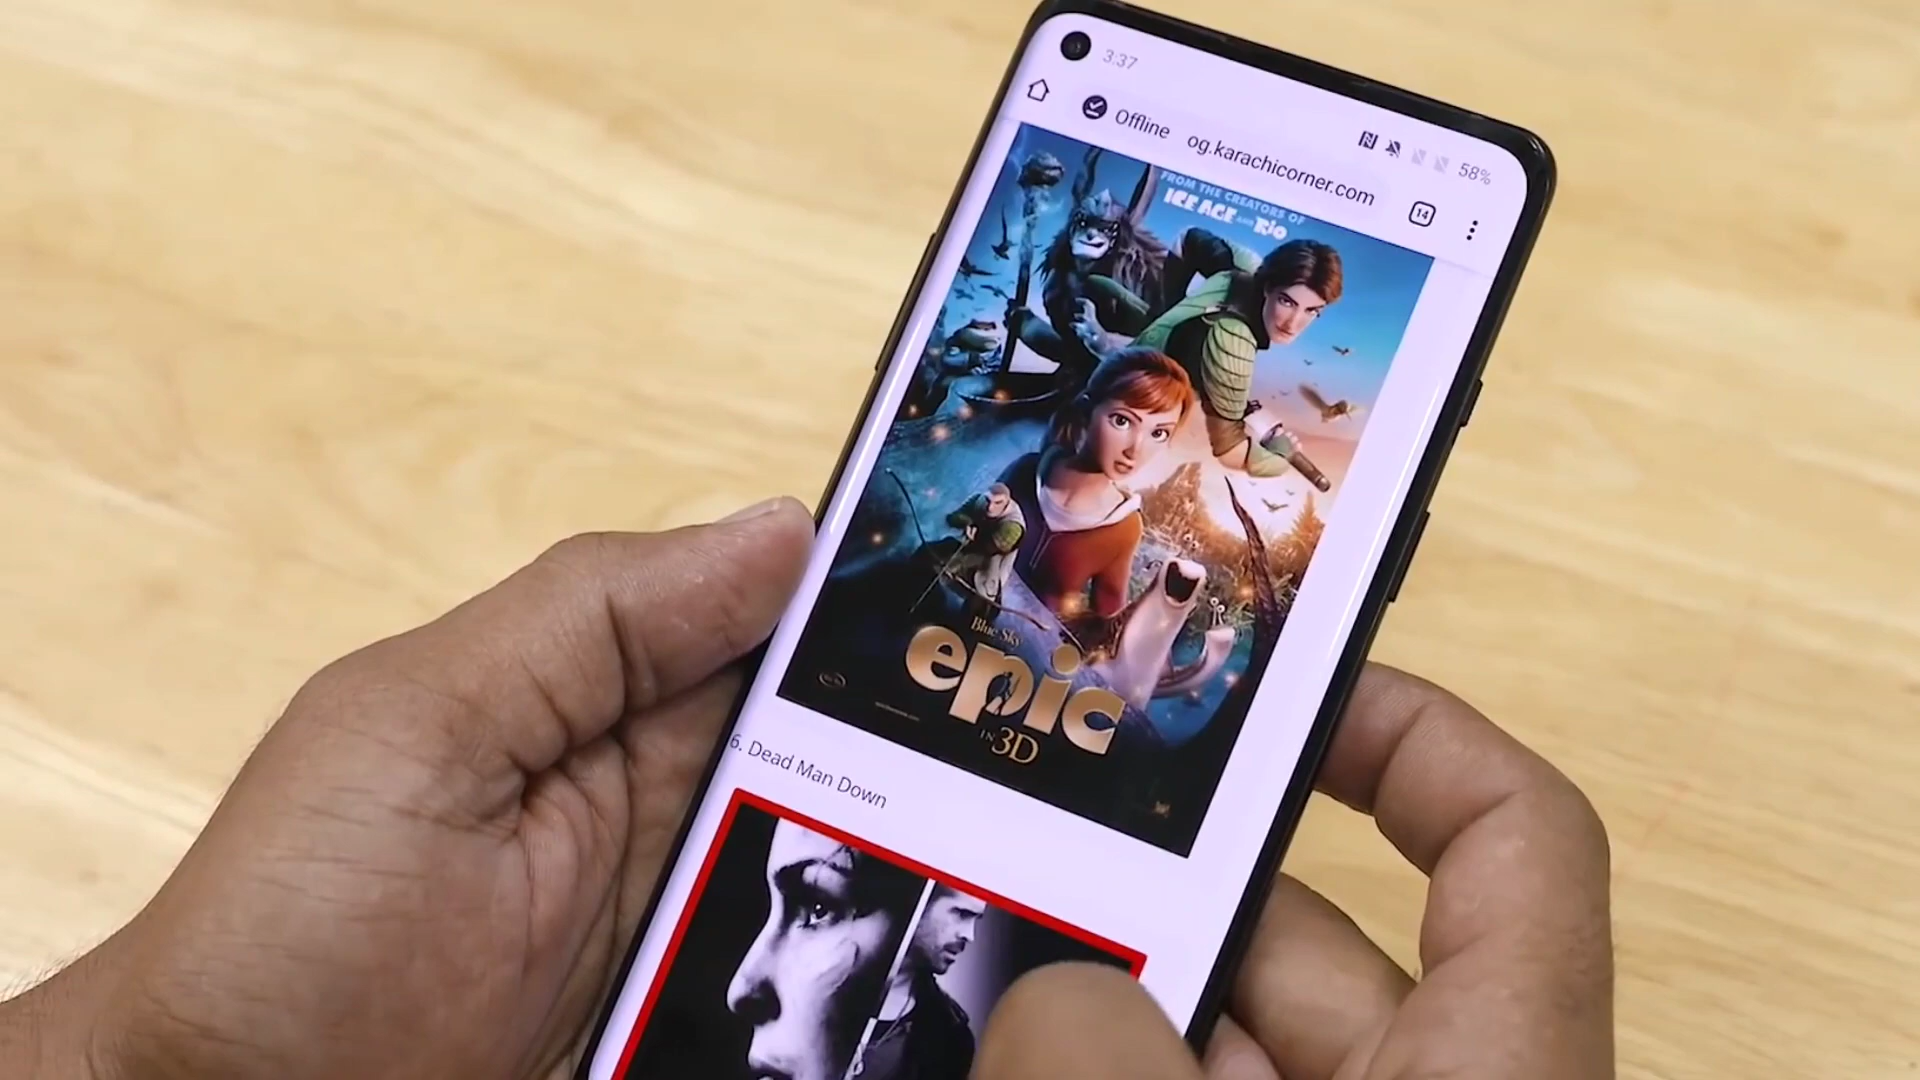 3:37
58%
Offline og.karachicorner.com
14
FROM THE CREATORS OF
ICE AGE AND RIO
Blue Sky
epic
IN 3D
6. Dead Man Down